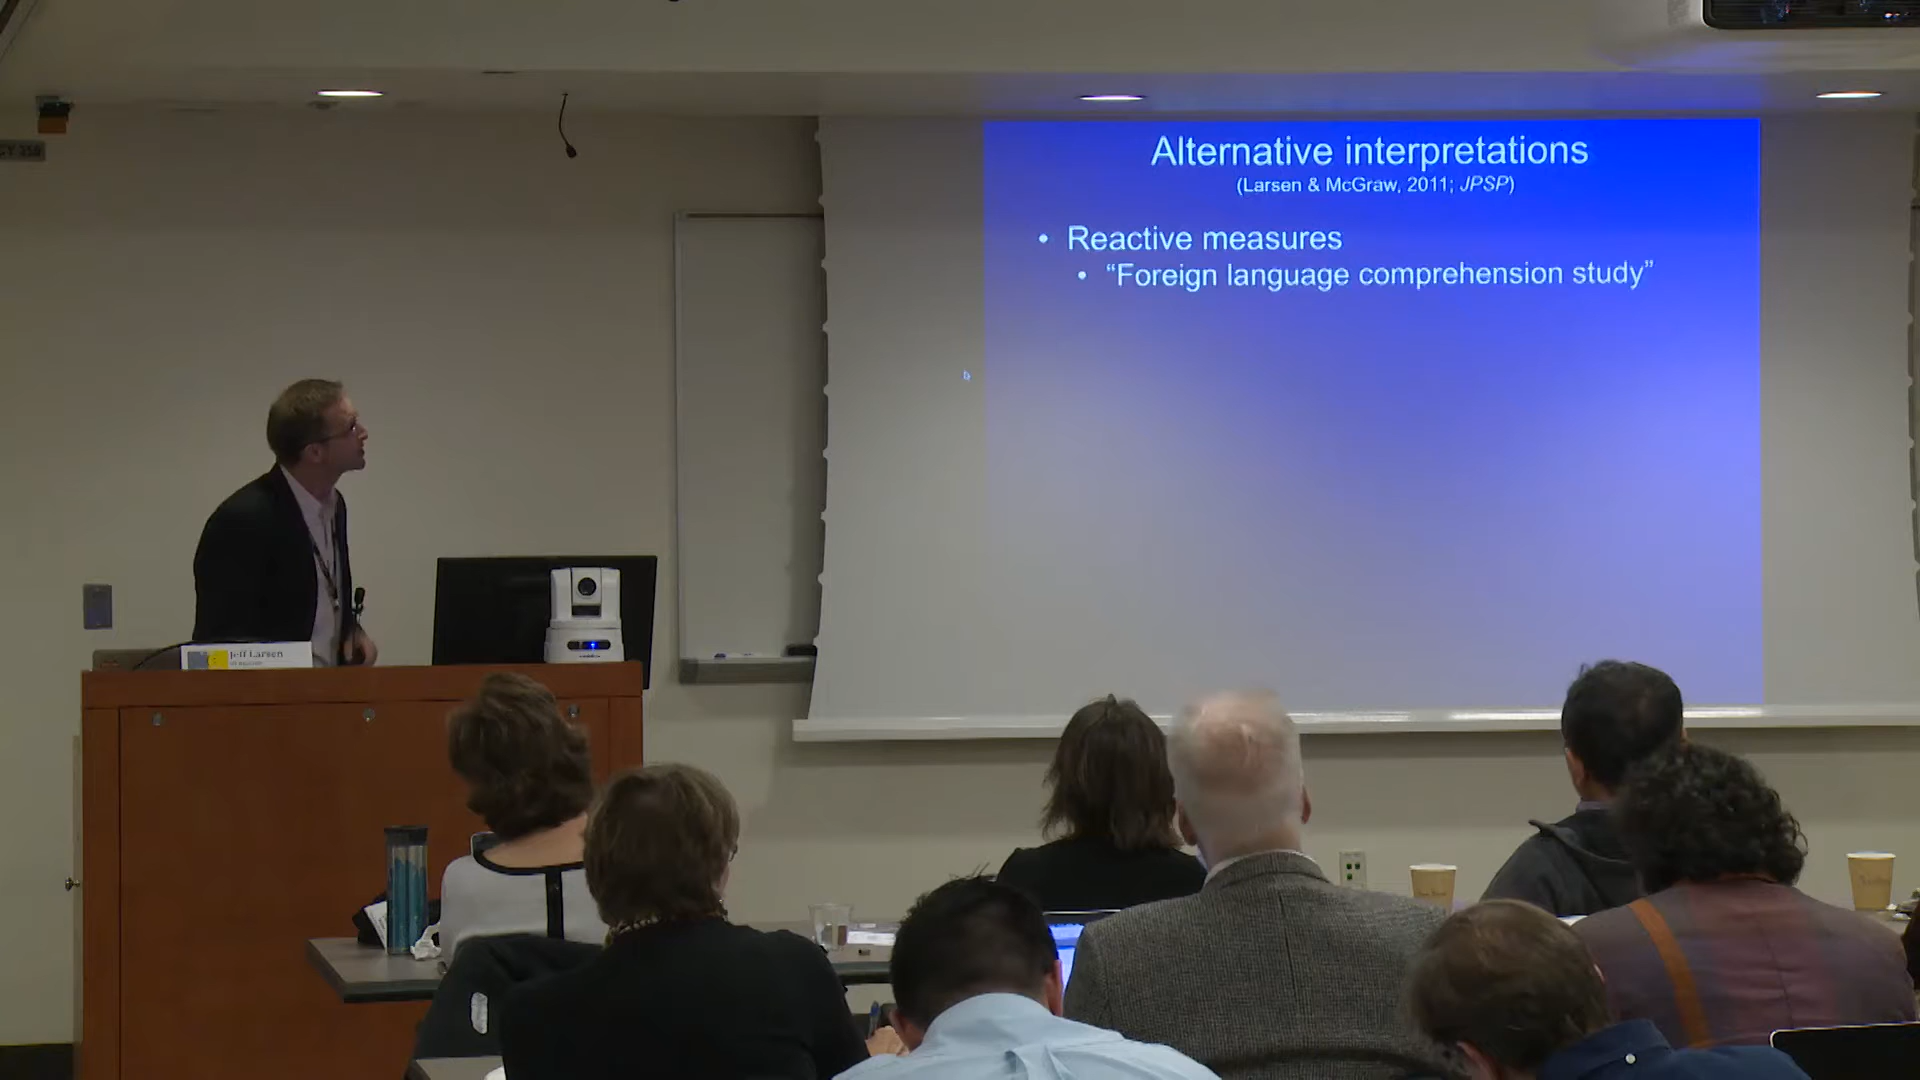 Alternative interpretations
(Larsen & McGraw, 2011; JPSP)
• Reactive measures
• “Foreign language comprehension study”
Jeff Larsen